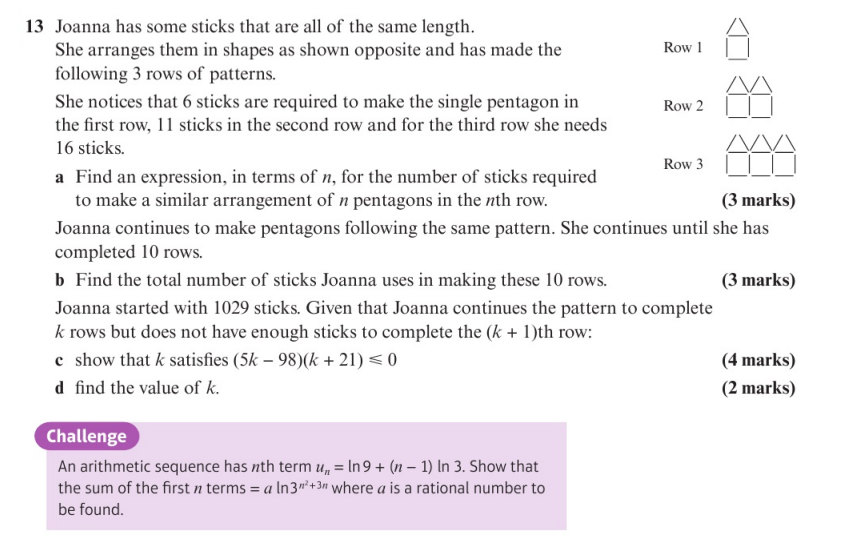 13 Joanna has some sticks that are all of the same length.
She arranges them in shapes as shown opposite and has made the
following 3 rows of patterns.
Row 1
She notices that 6 sticks are required to make the single pentagon in
the first row, 11 sticks in the second row and for the third row she needs
16 sticks.
Row 2
Row 3
a Find an expression, in terms of n, for the number of sticks required
to make a similar arrangement of n pentagons in the nth row. (3 marks)
Joanna continues to make pentagons following the same pattern. She continues until she has
completed 10 rows.
b Find the total number of sticks Joanna uses in making these 10 rows. (3 marks)
Joanna started with 1029 sticks. Given that Joanna continues the pattern to complete
k rows but does not have enough sticks to complete the (k + 1)th row:
c show that k satisfies (5k − 98)(k + 21) ⩽ 0 (4 marks)
d find the value of k. (2 marks)
Challenge
An arithmetic sequence has nth term uₙ = ln 9 + (n − 1) ln 3. Show that
the sum of the first n terms = a ln3^(n²+3n) where a is a rational number to
be found.